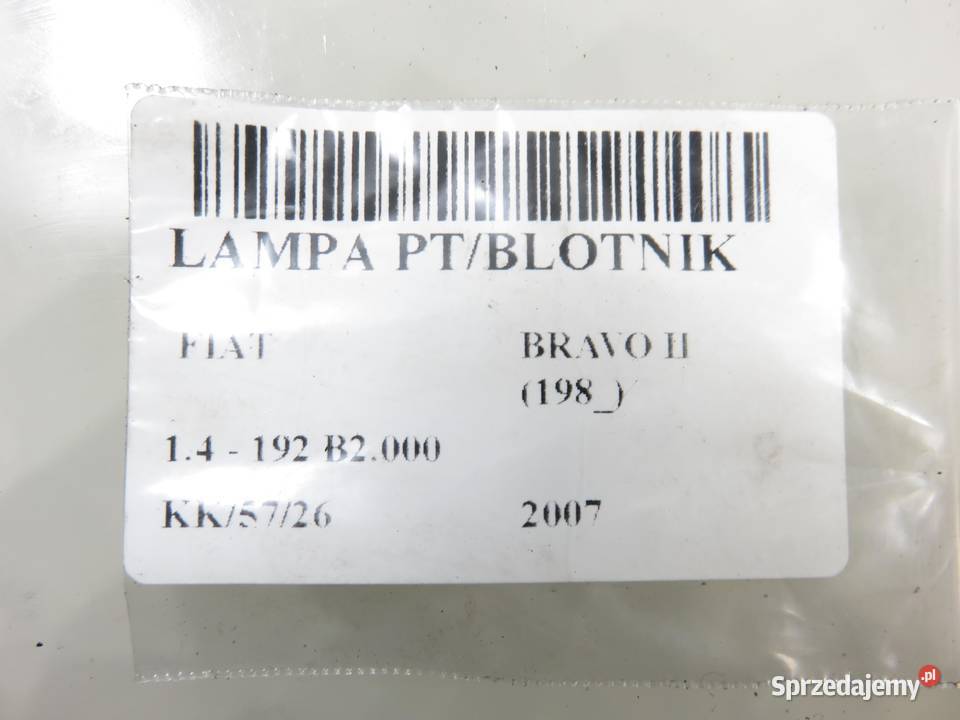 LAMPA PT/BLOTNIK
FIAT BRAVO II
(198_)
1.4 - 192 B2.000
KK/57/26 2007
Sprzedajemy.pl